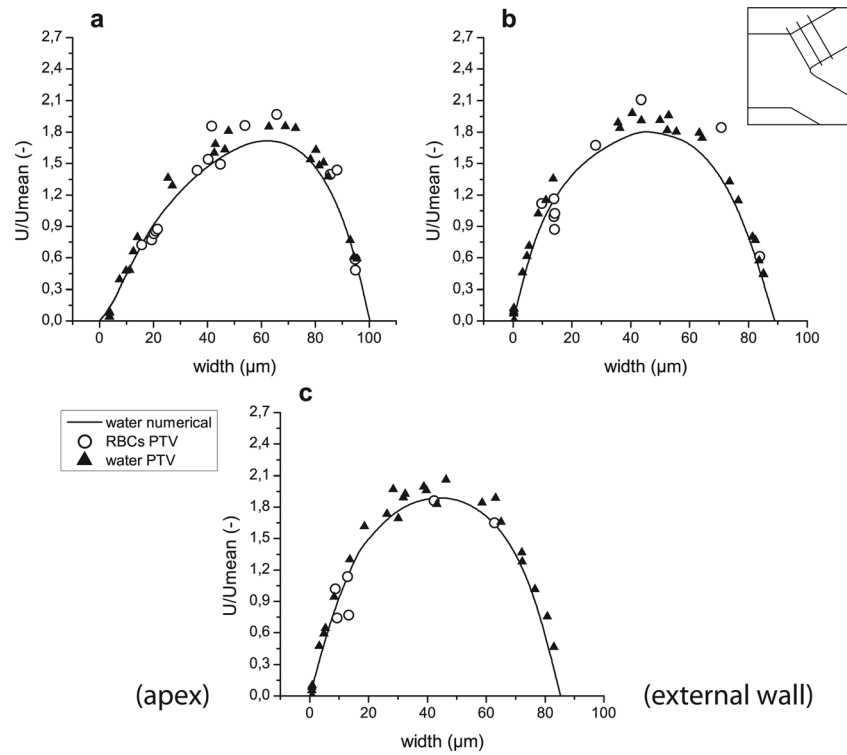 a
2,7
2,4
2,1
1,8
1,5
1,2
0,9
0,6
0,3
0,0
U/Umean (-)
0 20 40 60 80 100
width (µm)
b
2,7
2,4
2,1
1,8
1,5
1,2
0,9
0,6
0,3
0,0
U/Umean (-)
0 20 40 60 80 100
width (µm)
water numerical
RBCs PTV
water PTV
c
2,7
2,4
2,1
1,8
1,5
1,2
0,9
0,6
0,3
0,0
U/Umean (-)
0 20 40 60 80 100
width (µm)
(apex)
(external wall)